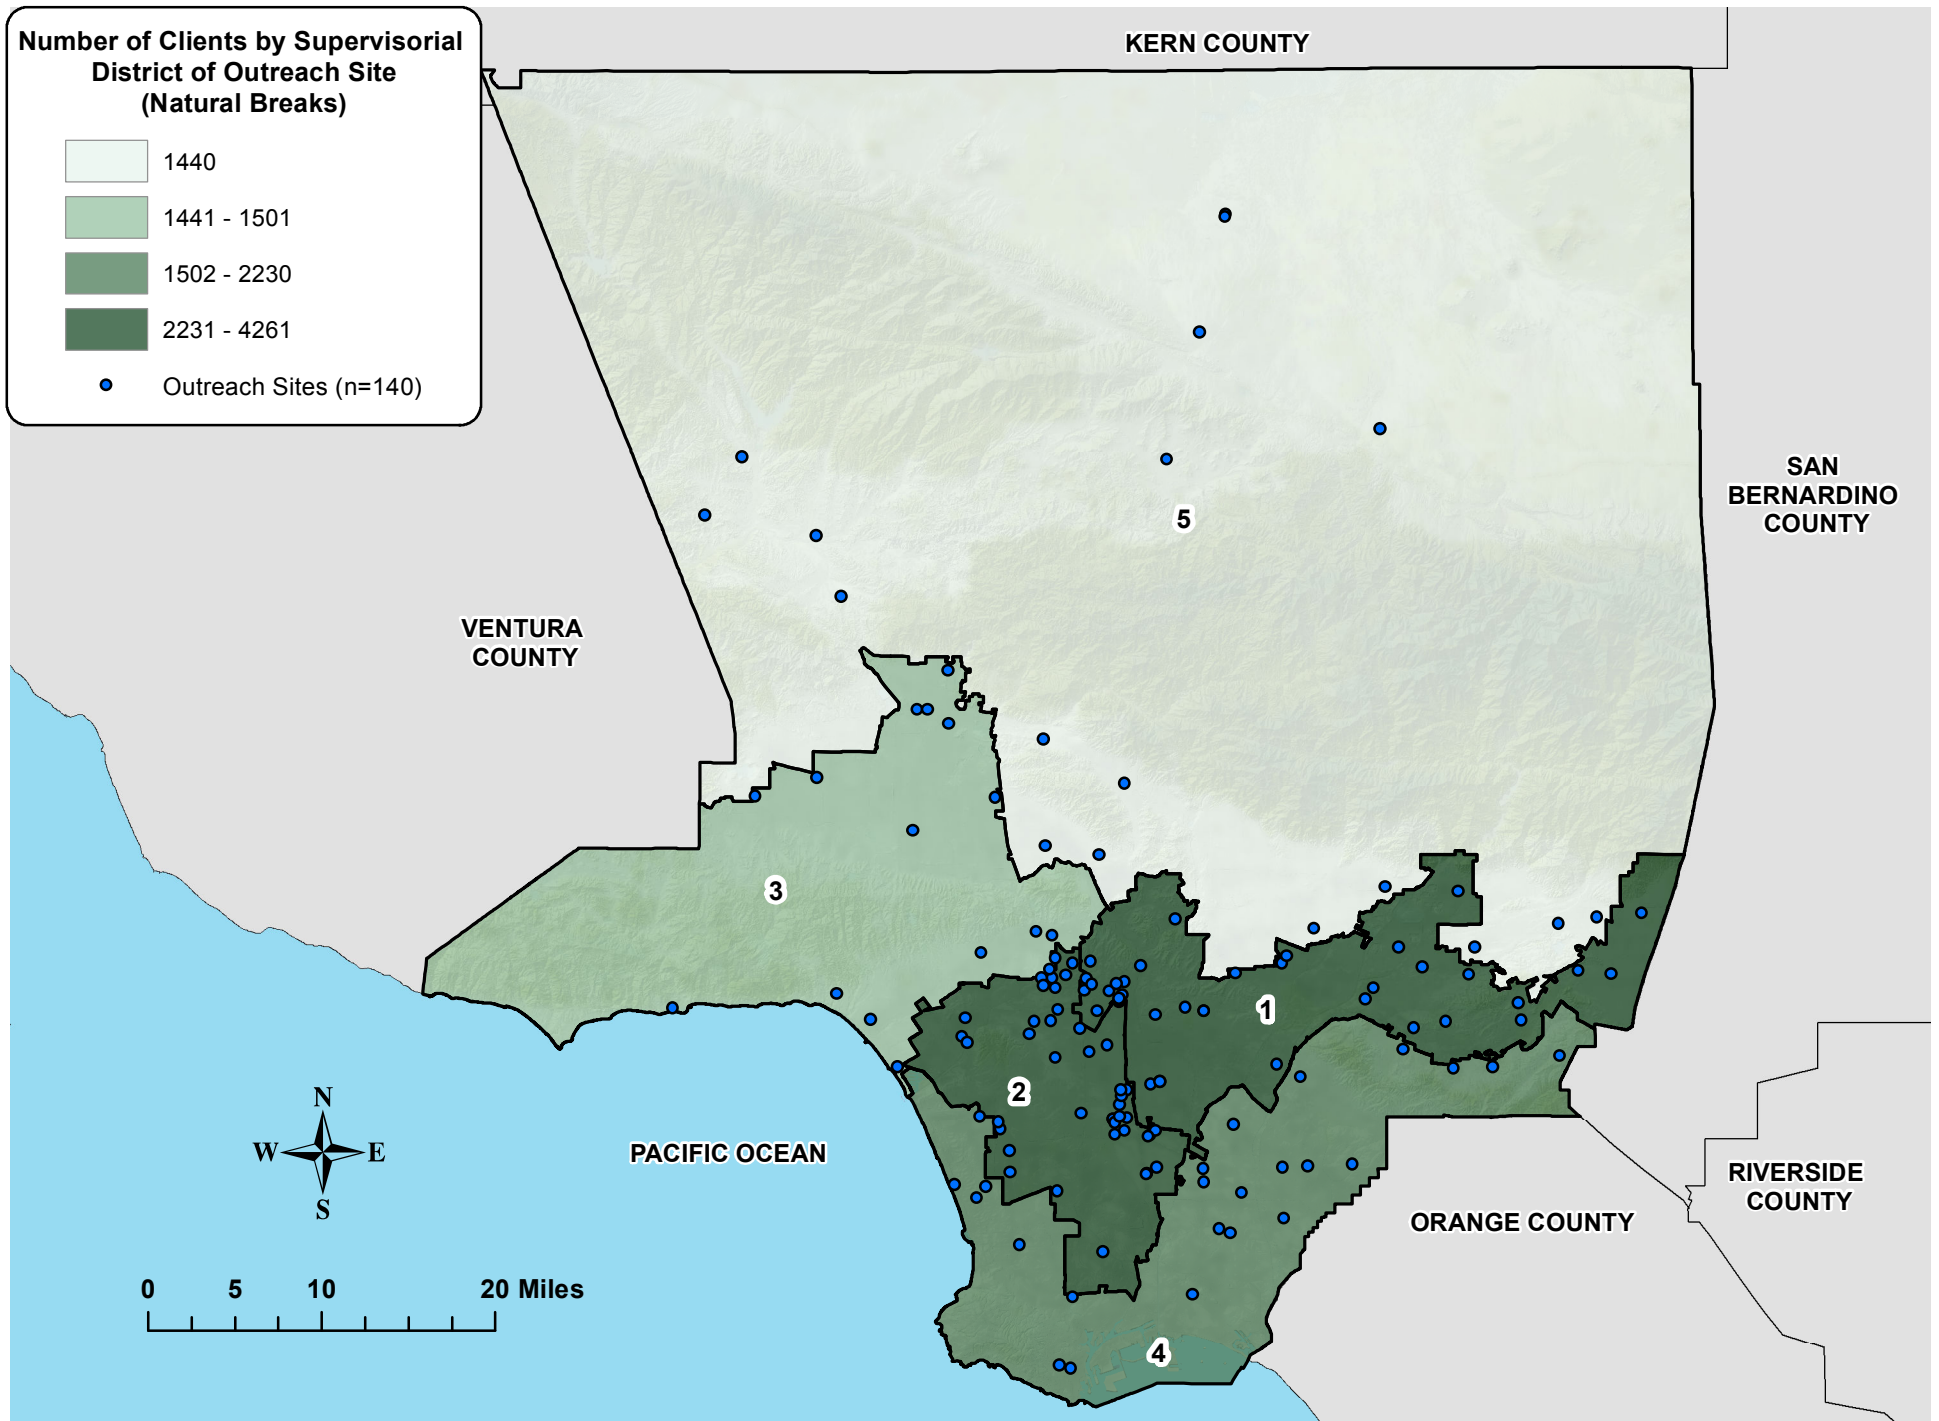 Number of Clients by Supervisorial
District of Outreach Site
(Natural Breaks)
1440
1441 - 1501
1502 - 2230
2231 - 4261
Outreach Sites (n=140)
KERN COUNTY
SAN
BERNARDINO
COUNTY
5
VENTURA
COUNTY
3
1
2
N
W
E
S
PACIFIC OCEAN
RIVERSIDE
COUNTY
ORANGE COUNTY
0 5 10 20 Miles
4